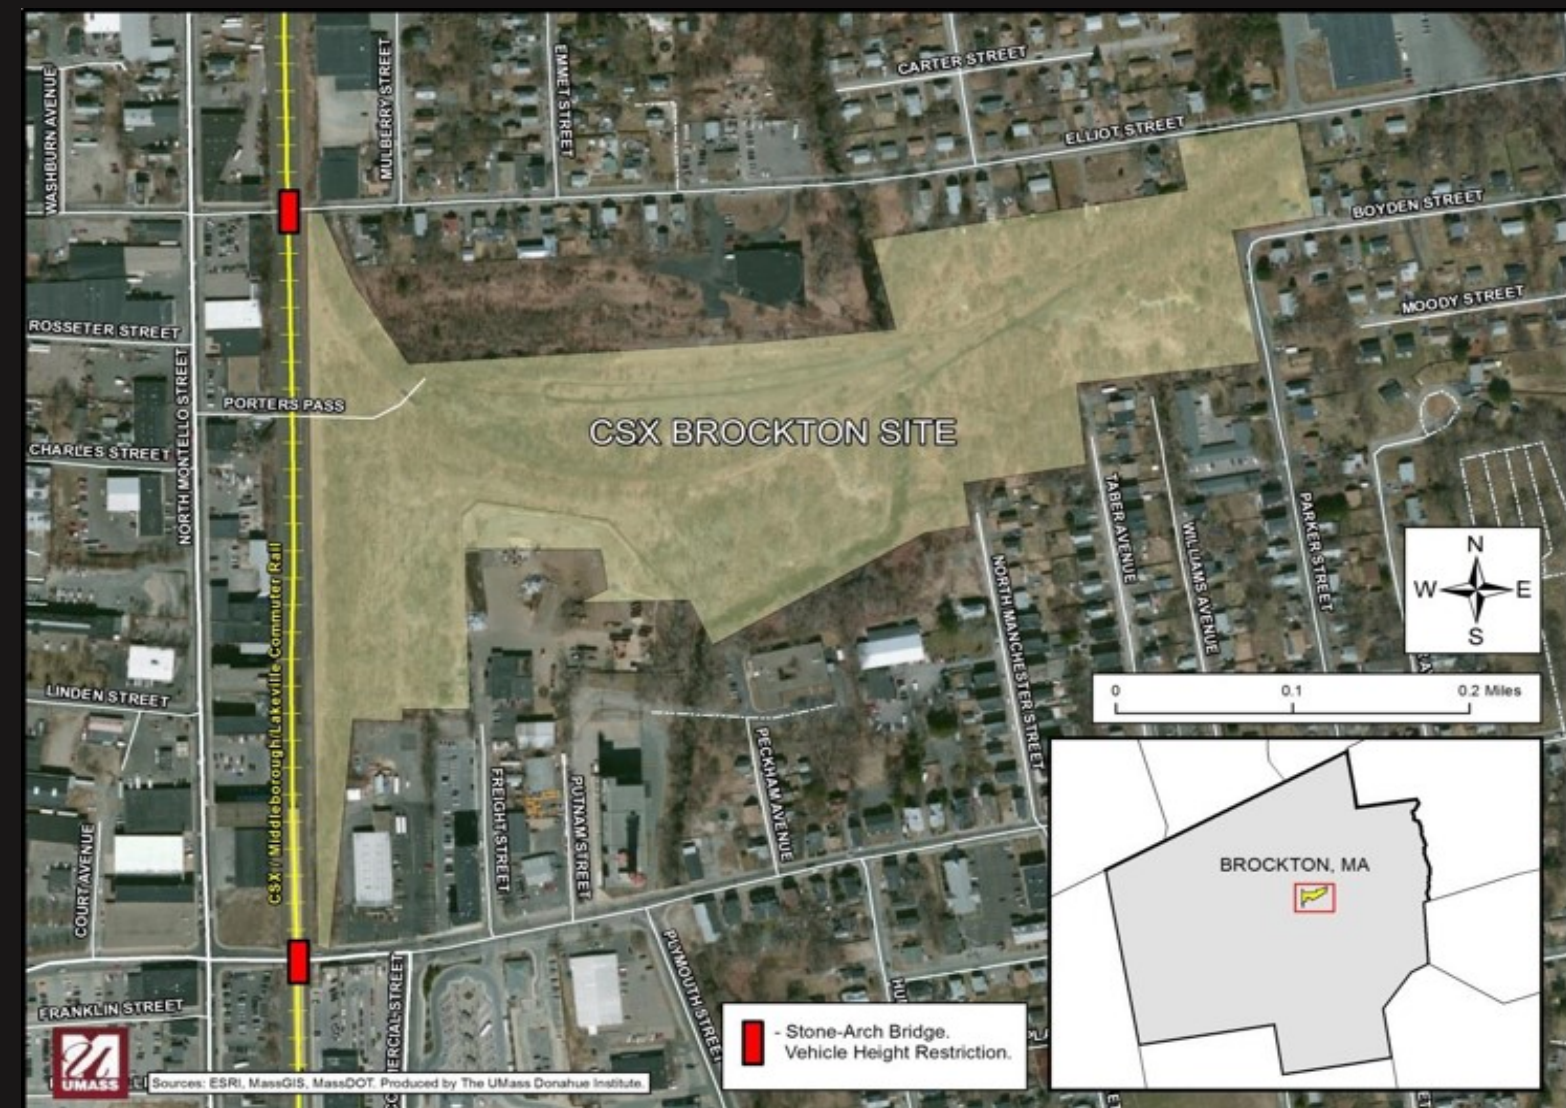 CARTER STREET
WASHBURN AVENUE
MULBERRY STREET
EMMET STREET
ELLIOT STREET
BOYDEN STREET
MOODY STREET
ROSSETER STREET
NORTH MONTELLO STREET
PORTERS PASS
CSX BROCKTON SITE
CHARLES STREET
TABER AVENUE
WILLIAMS AVENUE
PARKER STREET
N
W E
S
CSX/ Middleborough/Lakeville Commuter Rail
NORTH MANCHESTER STREET
LINDEN STREET
0 0.1 0.2 Miles
FREIGHT STREET
PUTNAM STREET
PECKHAM AVENUE
COURT AVENUE
BROCKTON, MA
PLYMOUTH STREET
FRANKLIN STREET
- Stone-Arch Bridge.
Vehicle Height Restriction.
UMASS
Sources: ESRI, MassGIS, MassDOT. Produced by The UMass Donahue Institute.